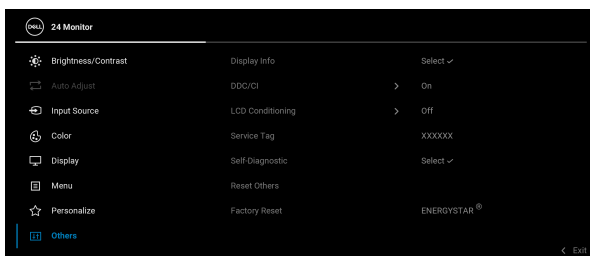 DELL 24 Monitor
Brightness/Contrast Display Info Select ✓
Auto Adjust DDC/CI > On
Input Source LCD Conditioning > Off
Color Service Tag XXXXXX
Display Self-Diagnostic Select ✓
Menu Reset Others
Personalize Factory Reset ENERGYSTAR ®
Others
< Exit